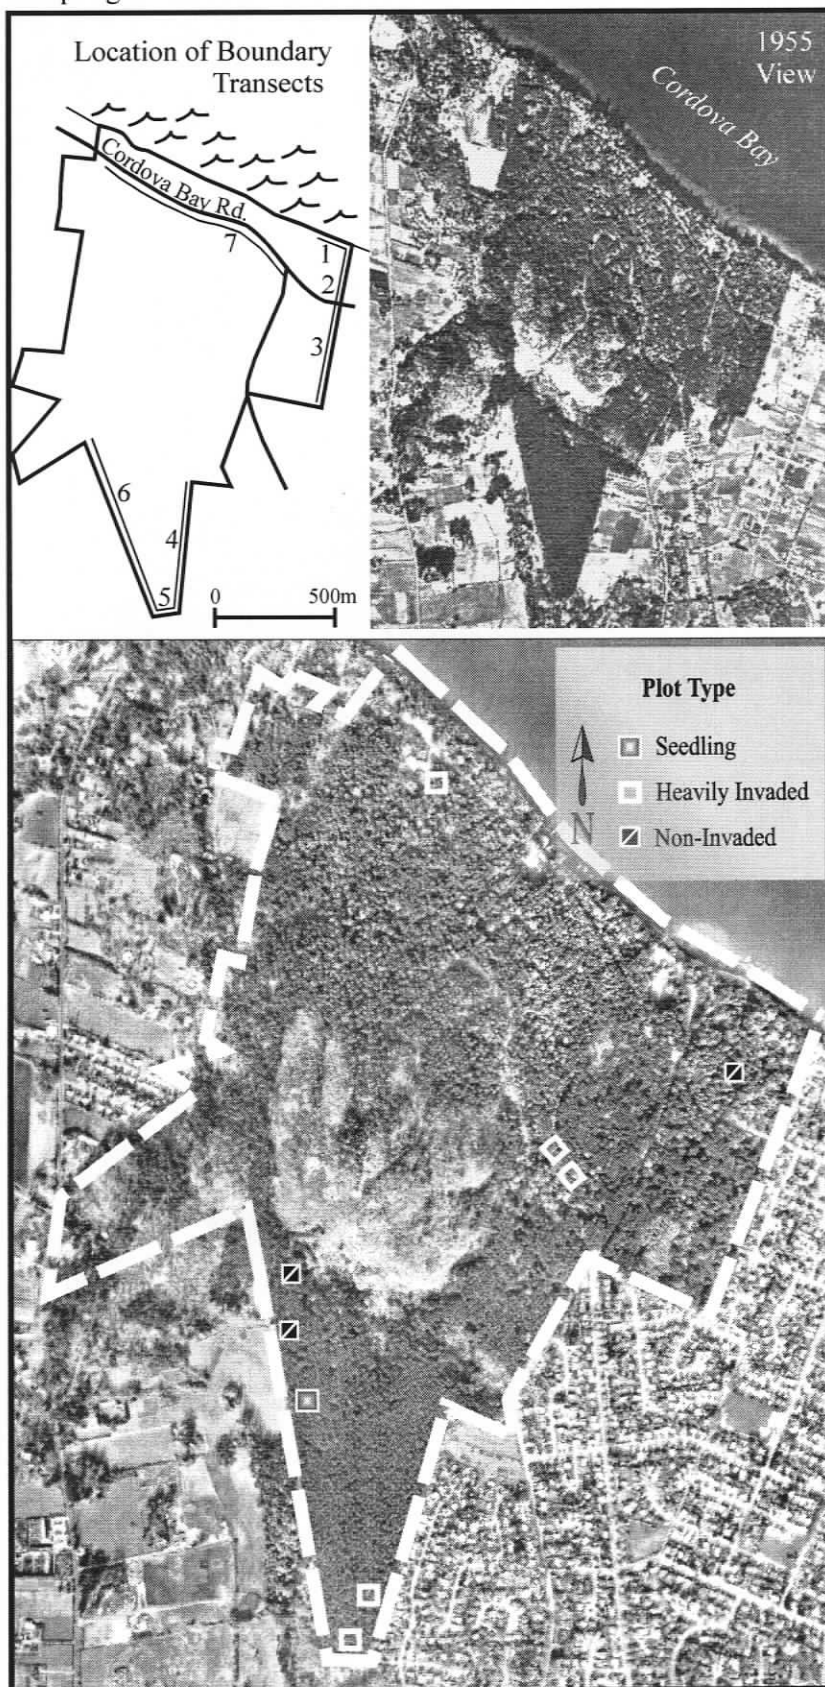 Location of Boundary
Transects
Cordova Bay Rd.
7
1
2
3
6
4
5
0 500m
1955
View
Cordova Bay
Plot Type
Seedling
Heavily Invaded
N
Non-Invaded